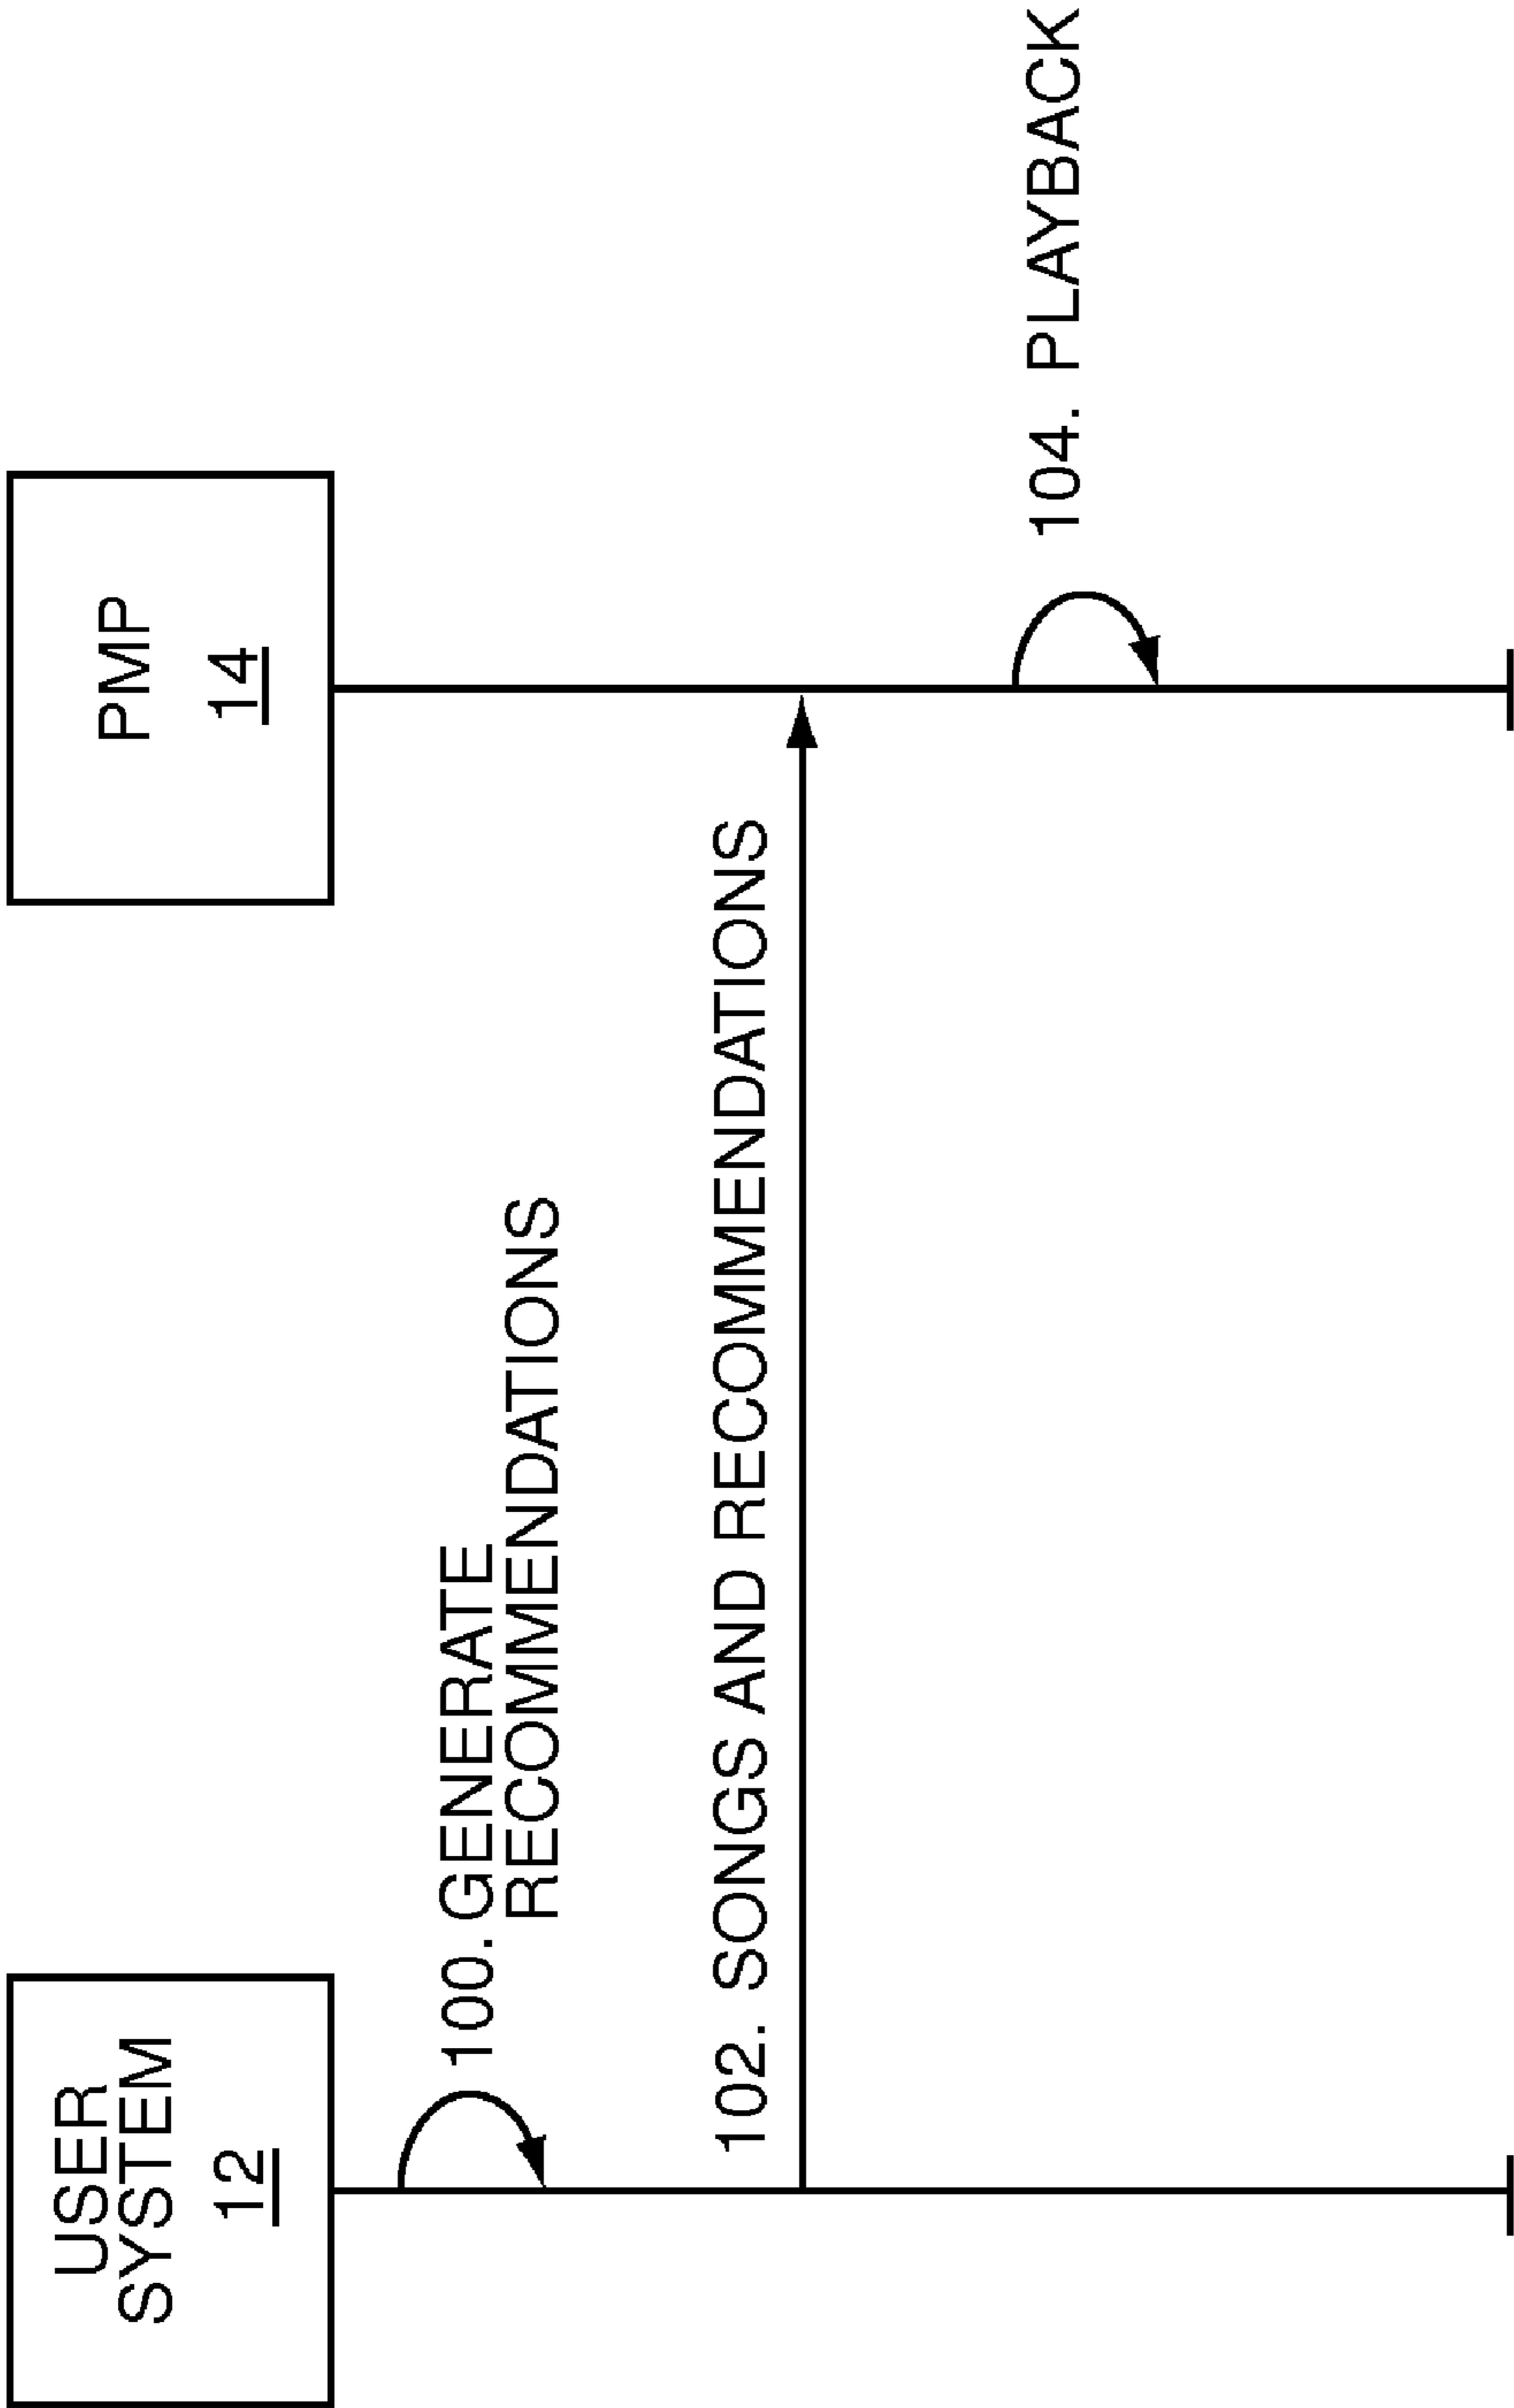 USER
SYSTEM
12
PMP
14
100. GENERATE
RECOMMENDATIONS
102. SONGS AND RECOMMENDATIONS
104. PLAYBACK